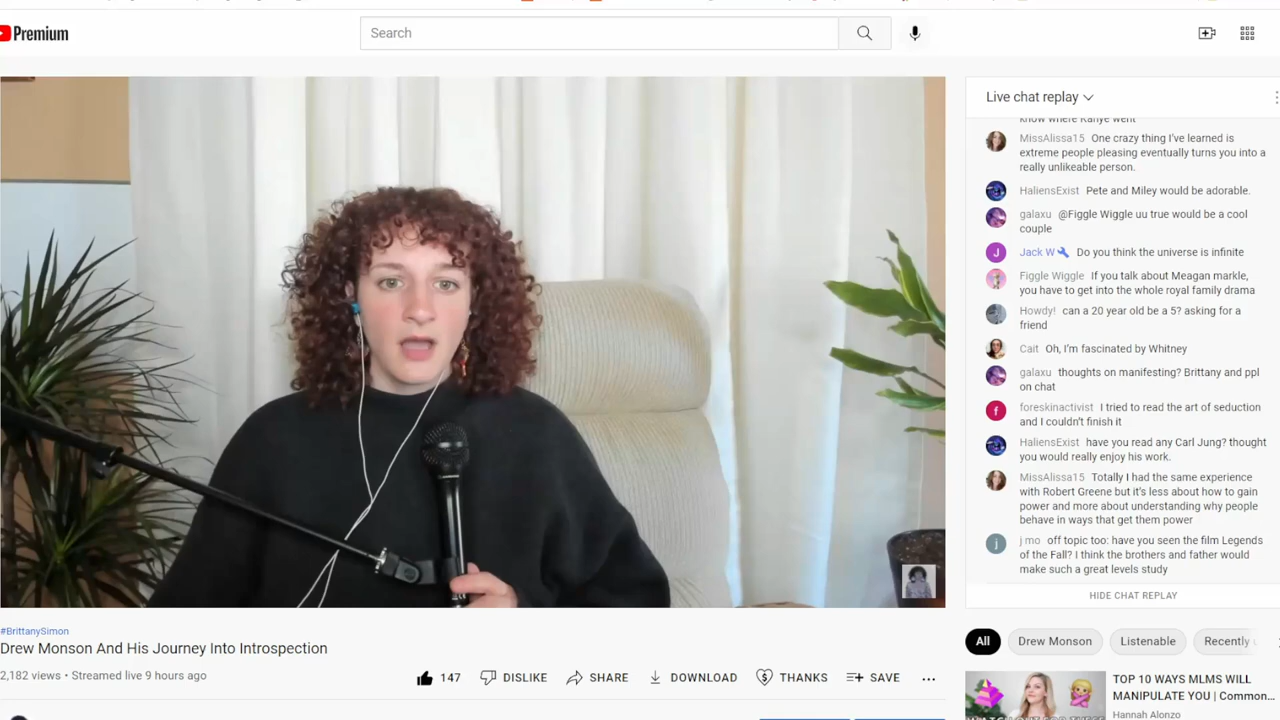 Premium
Search
Live chat replay
know where Kanye went
MissAlissa15 One crazy thing I've learned is
extreme people pleasing eventually turns you into a
really unlikeable person.
HaliensExist Pete and Miley would be adorable.
galaxu @Figgle Wiggle uu true would be a cool
couple
J
Jack W Do you think the universe is infinite
Figgle Wiggle If you talk about Meagan markle,
you have to get into the whole royal family drama
Howdy! can a 20 year old be a 5? asking for a
friend
Cait Oh, I'm fascinated by Whitney
galaxu thoughts on manifesting? Brittany and ppl
on chat
f
foreskinactivist I tried to read the art of seduction
and I couldn't finish it
HaliensExist have you read any Carl Jung? thought
you would really enjoy his work.
MissAlissa15 Totally I had the same experience
with Robert Greene but it's less about how to gain
power and more about understanding why people
behave in ways that get them power
j
j mo off topic too: have you seen the film Legends
of the Fall? I think the brothers and father would
make such a great levels study
HIDE CHAT REPLAY
#BrittanySimon
Drew Monson And His Journey Into Introspection
2,182 views • Streamed live 9 hours ago
147
DISLIKE
SHARE
DOWNLOAD
THANKS
SAVE
All
Drew Monson
Listenable
Recently
TOP 10 WAYS MLMS WILL
MANIPULATE YOU | Common...
Hannah Alonzo